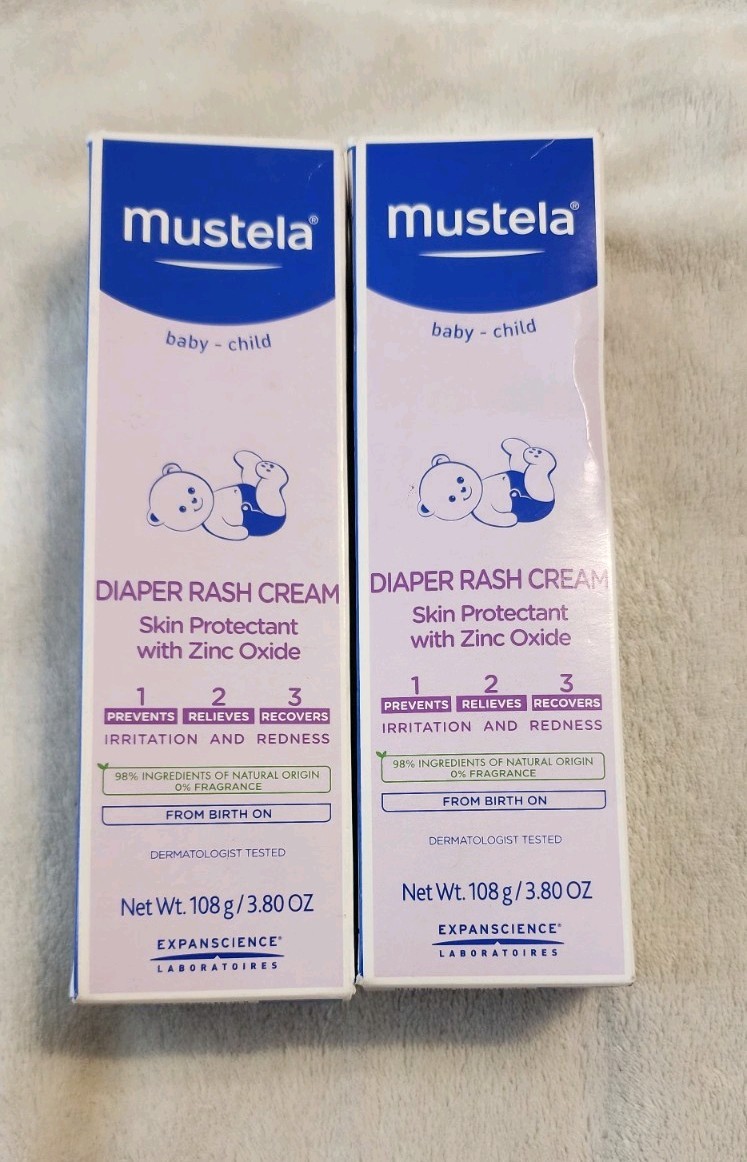 mustela®
baby - child
DIAPER RASH CREAM
Skin Protectant
with Zinc Oxide
1 2 3
PREVENTS RELIEVES RECOVERS
IRRITATION AND REDNESS
98% INGREDIENTS OF NATURAL ORIGIN
0% FRAGRANCE
FROM BIRTH ON
DERMATOLOGIST TESTED
Net Wt. 108 g / 3.80 OZ
EXPANSCIENCE®
LABORATOIRES
mustela®
baby - child
DIAPER RASH CREAM
Skin Protectant
with Zinc Oxide
1 2 3
PREVENTS RELIEVES RECOVERS
IRRITATION AND REDNESS
98% INGREDIENTS OF NATURAL ORIGIN
0% FRAGRANCE
FROM BIRTH ON
DERMATOLOGIST TESTED
Net Wt. 108 g / 3.80 OZ
EXPANSCIENCE®
LABORATOIRES